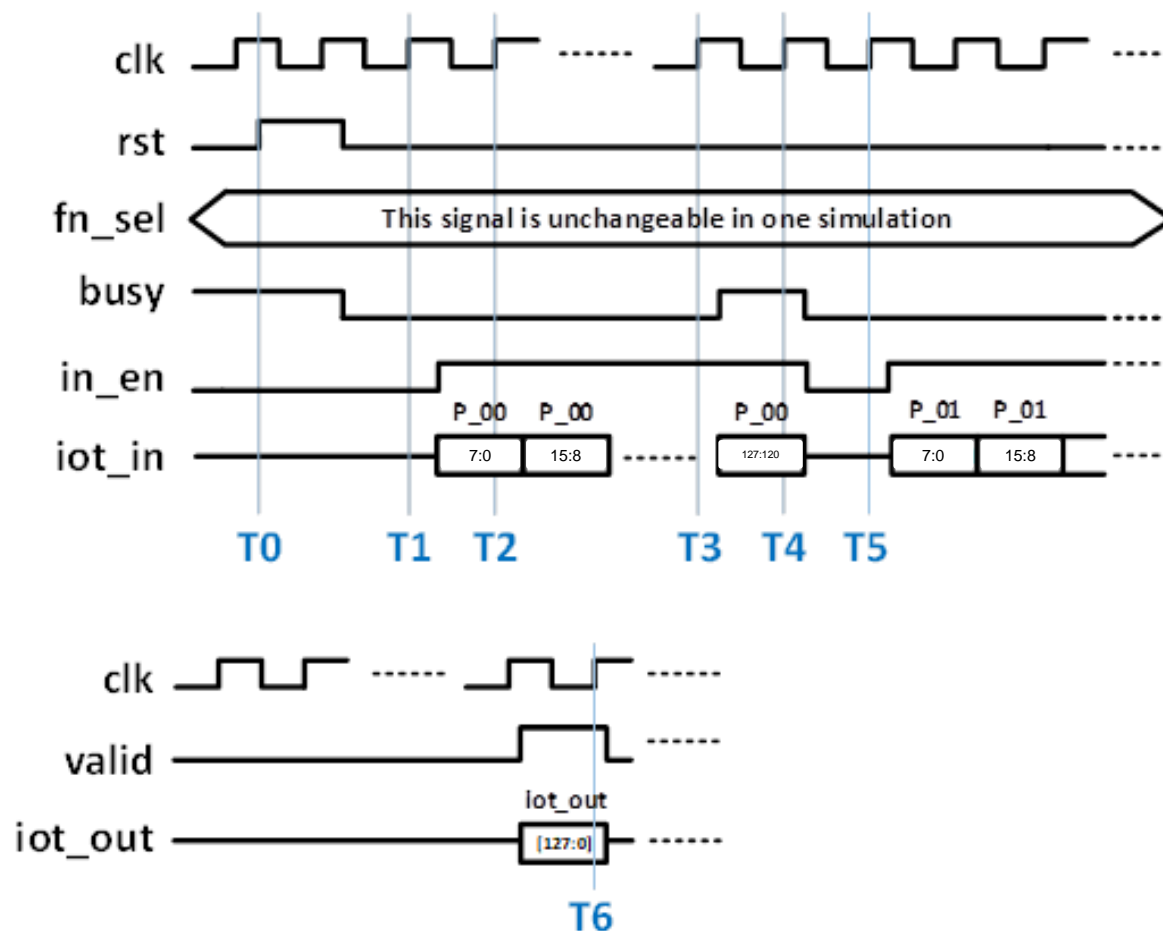 clk
rst
fn_sel This signal is unchangeable in one simulation
busy
in_en
P_00 P_00 P_00 P_01 P_01
iot_in 7:0 15:8 127:120 7:0 15:8
T0 T1 T2 T3 T4 T5
clk
valid
iot_out
iot_out [127:0]
T6